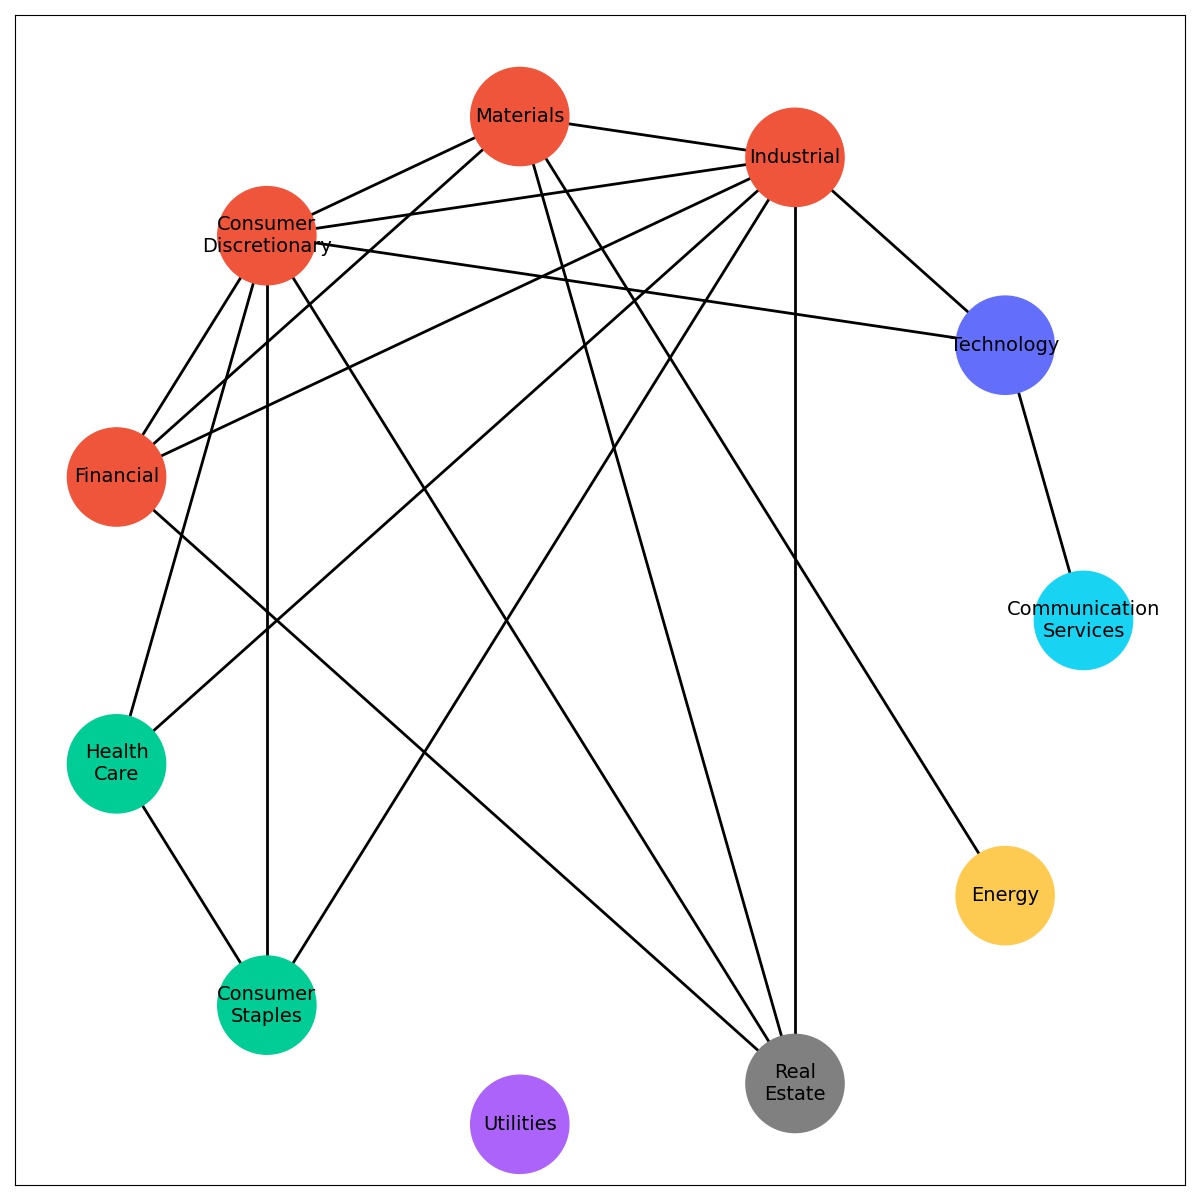 Materials
Industrial
Consumer
Discretionary
Technology
Financial
Communication
Services
Health
Care
Energy
Consumer
Staples
Real
Estate
Utilities